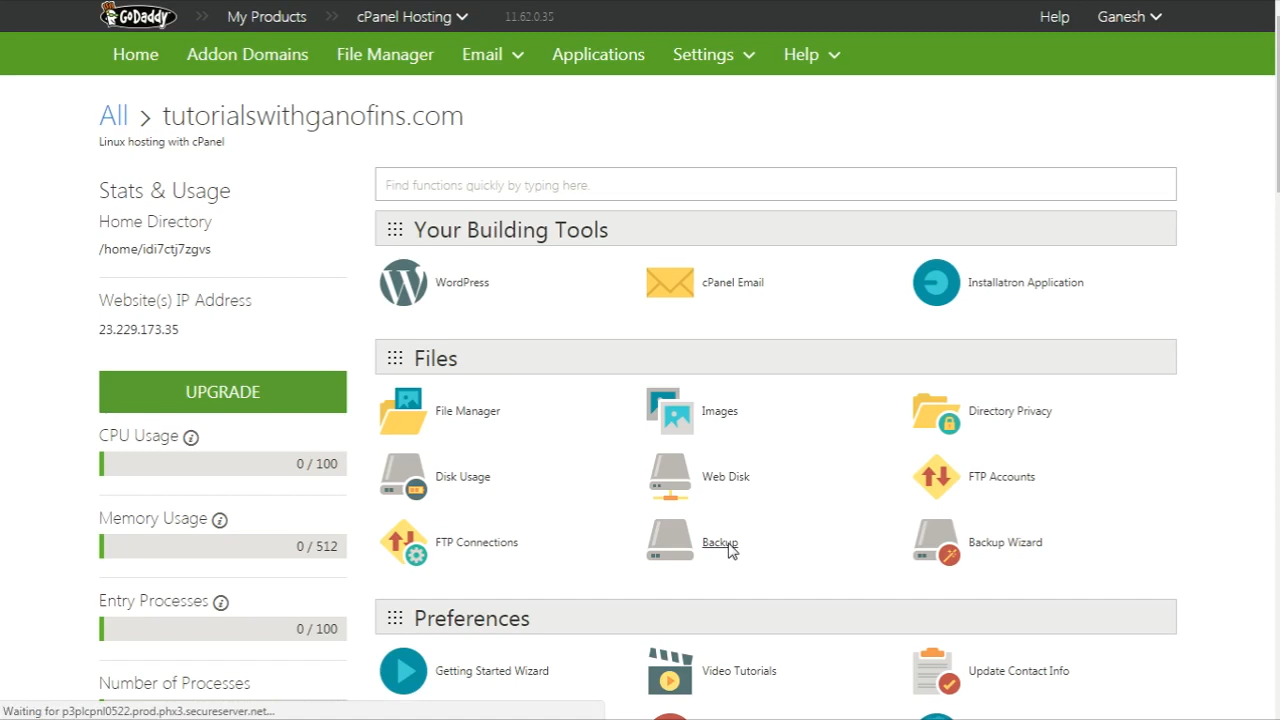 GoDaddy
My Products
cPanel Hosting
11.62.0.35
Help
Ganesh
Home
Addon Domains
File Manager
Email
Applications
Settings
Help
All > tutorialswithganofins.com
Linux hosting with cPanel
Stats & Usage
Home Directory
/home/idi7ctj7zgvs
Website(s) IP Address
23.229.173.35
UPGRADE
CPU Usage
0 / 100
Memory Usage
0 / 512
Entry Processes
0 / 100
Number of Processes
Find functions quickly by typing here.
Your Building Tools
WordPress
cPanel Email
Installatron Application
Files
File Manager
Images
Directory Privacy
Disk Usage
Web Disk
FTP Accounts
FTP Connections
Backup
Backup Wizard
Preferences
Getting Started Wizard
Video Tutorials
Update Contact Info
Waiting for p3plcpnl0522.prod.phx3.secureserver.net...